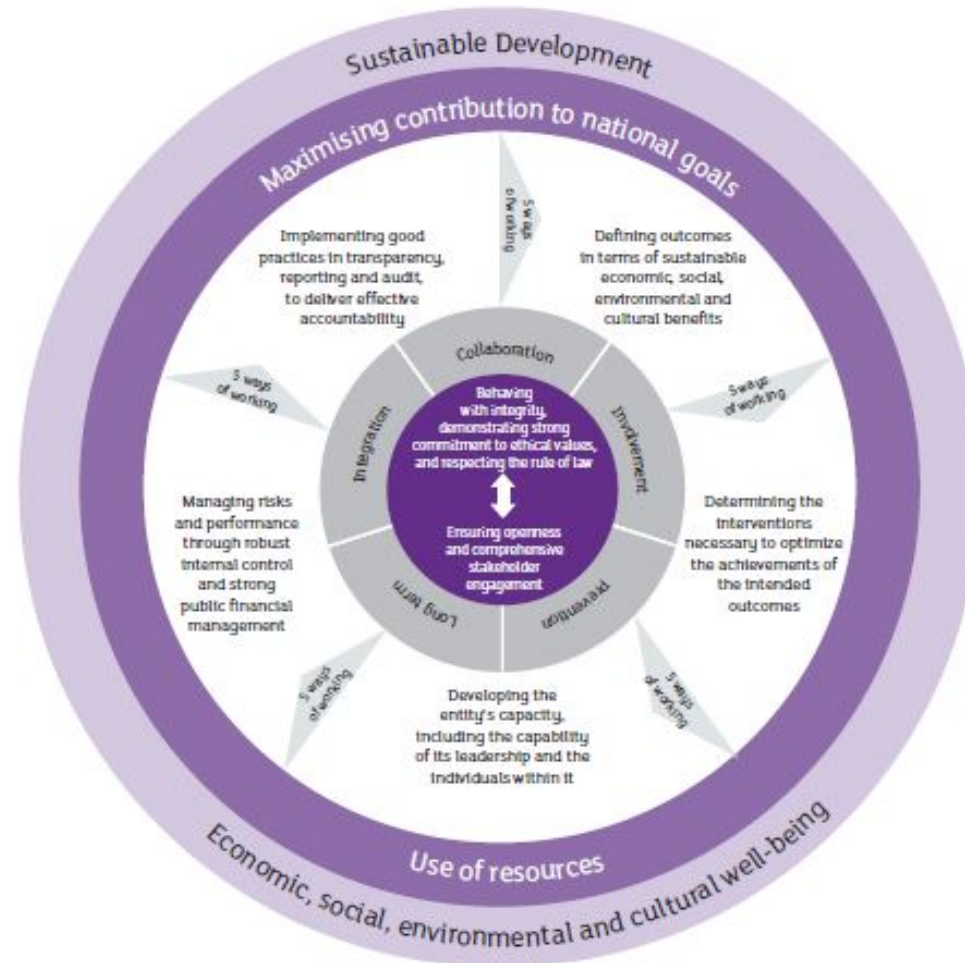 Sustainable Development
Maximising contribution to national goals
5 ways
of working
Implementing good
practices in transparency,
reporting and audit,
to deliver effective
accountability
Defining outcomes
in terms of sustainable
economic, social,
environmental and
cultural benefits
5 ways
of working
5 ways
of working
Collaboration
Integration
Involvement
Behaving
with integrity,
demonstrating strong
commitment to ethical values,
and respecting the rule of law
Ensuring openness
and comprehensive
stakeholder
engagement
Long term
prevention
Managing risks
and performance
through robust
internal control
and strong
public financial
management
Determining the
interventions
necessary to optimize
the achievements of
the intended
outcomes
5 ways
of working
5 ways
of working
Developing the
entity's capacity,
including the capability
of its leadership and the
individuals within it
Use of resources
Economic, social, environmental and cultural well-being